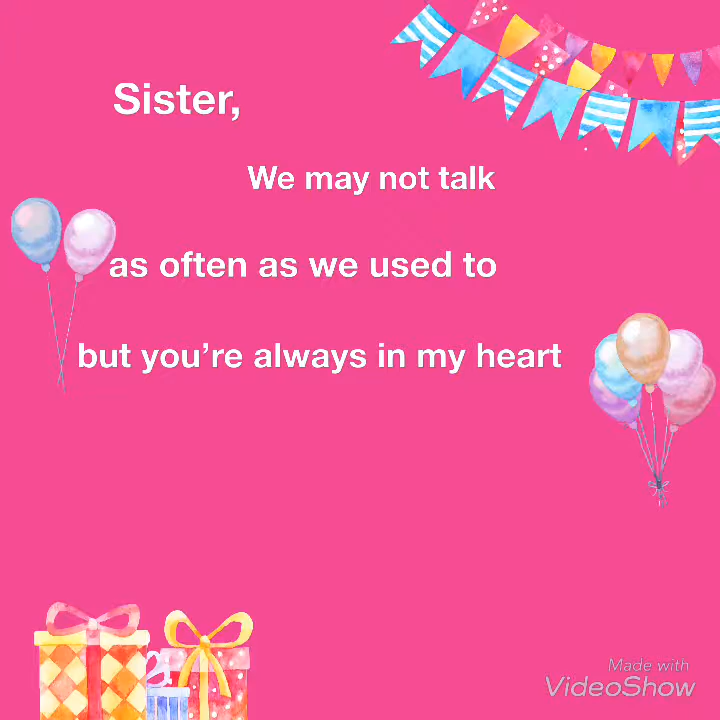 Sister,
We may not talk
as often as we used to
but you’re always in my heart
Made with
VideoShow